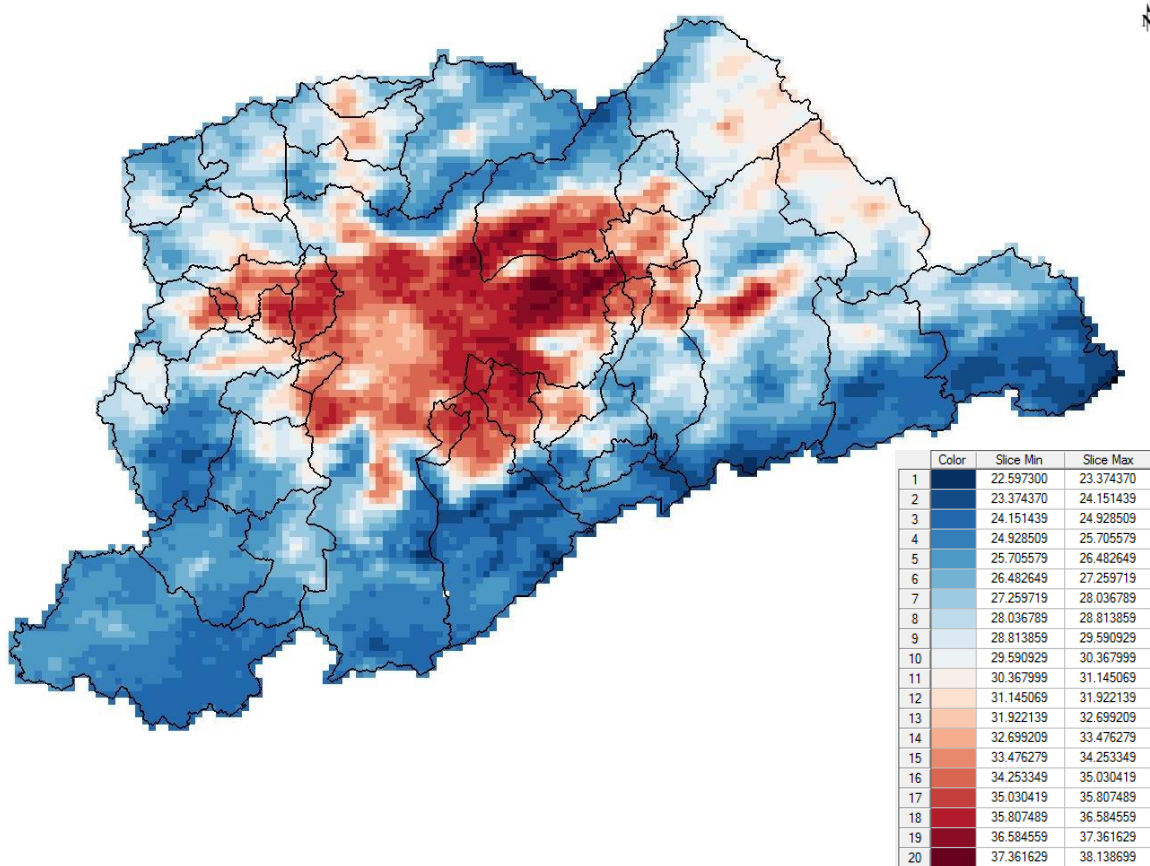 N
Color Slice Min Slice Max
1 22.597300 23.374370
2 23.374370 24.151439
3 24.151439 24.928509
4 24.928509 25.705579
5 25.705579 26.482649
6 26.482649 27.259719
7 27.259719 28.036789
8 28.036789 28.813859
9 28.813859 29.590929
10 29.590929 30.367999
11 30.367999 31.145069
12 31.145069 31.922139
13 31.922139 32.699209
14 32.699209 33.476279
15 33.476279 34.253349
16 34.253349 35.030419
17 35.030419 35.807489
18 35.807489 36.584559
19 36.584559 37.361629
20 37.361629 38.138699